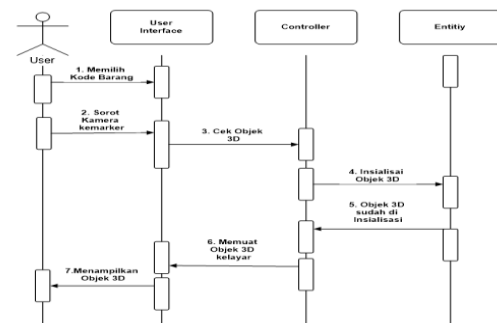 User
Interface
Controller
Entitiy
User
1. Memilih
Kode Barang
2. Sorot
Kamera
kemarker
3. Cek Objek
3D
4. Insialisai
Objek 3D
5. Objek 3D
sudah di
Insialisasi
6. Memuat
Objek 3D
kelayar
7.Menampilkan
Objek 3D